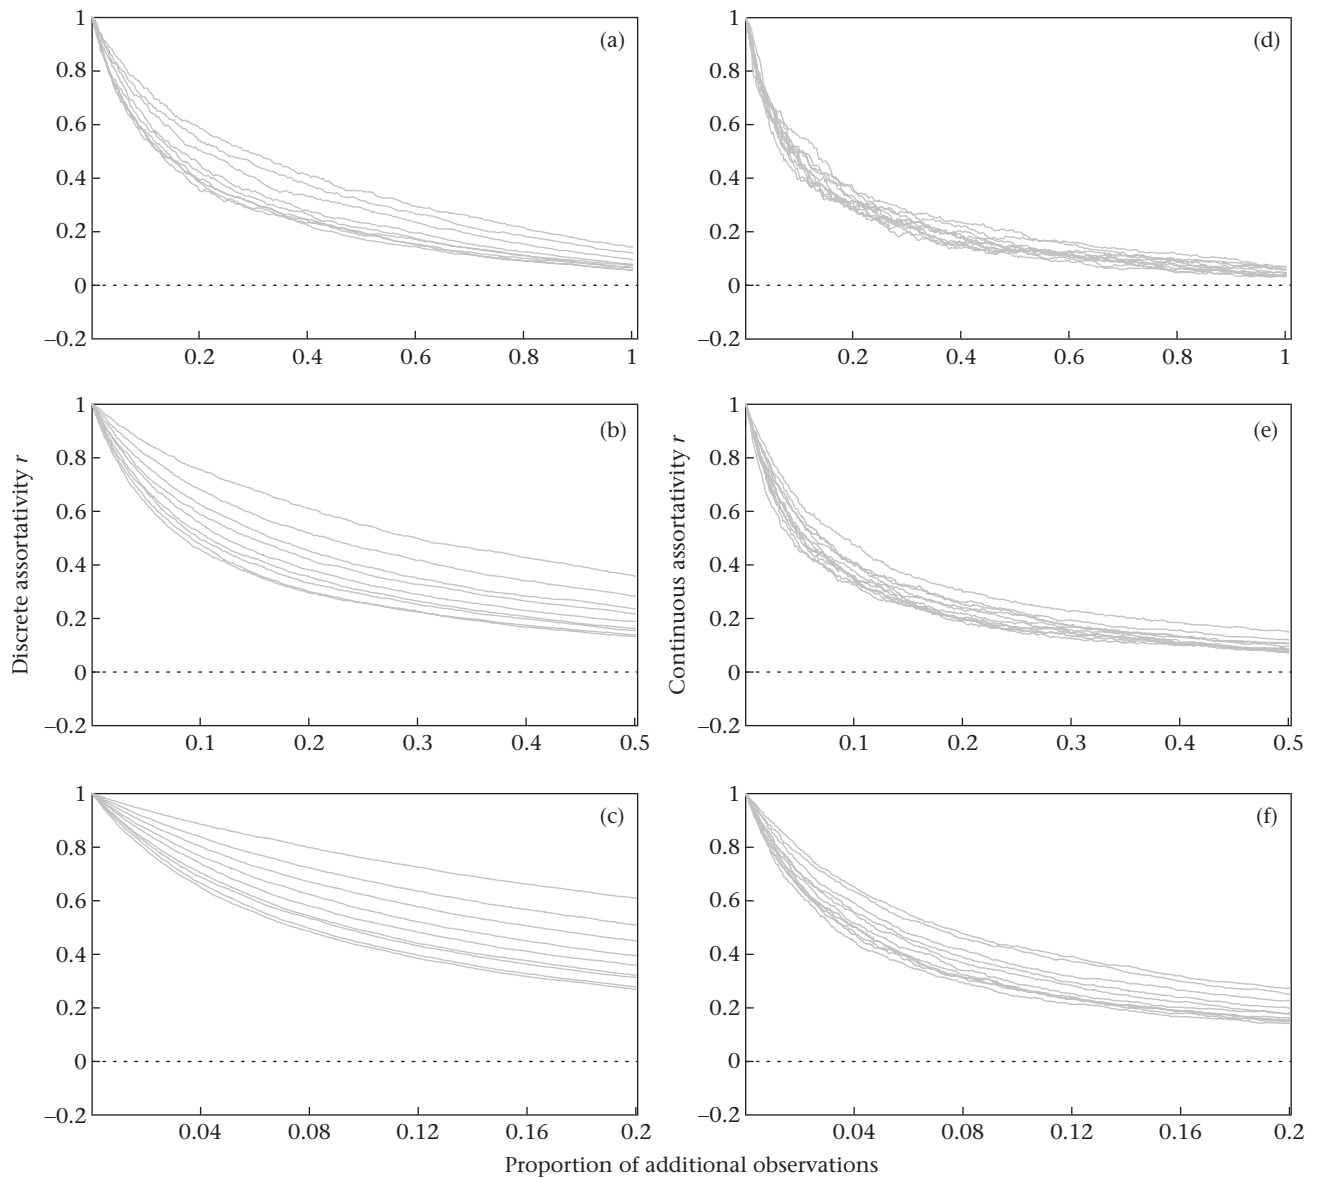 1
0.8
0.6
0.4
0.2
0
–0.2
0.2 0.4 0.6 0.8 1
(a)
1
0.8
0.6
0.4
0.2
0
–0.2
0.2 0.4 0.6 0.8 1
(d)
1
0.8
0.6
0.4
0.2
0
–0.2
0.1 0.2 0.3 0.4 0.5
(b)
Discrete assortativity r
1
0.8
0.6
0.4
0.2
0
–0.2
0.1 0.2 0.3 0.4 0.5
(e)
Continuous assortativity r
1
0.8
0.6
0.4
0.2
0
–0.2
0.04 0.08 0.12 0.16 0.2
(c)
1
0.8
0.6
0.4
0.2
0
–0.2
0.04 0.08 0.12 0.16 0.2
(f)
Proportion of additional observations